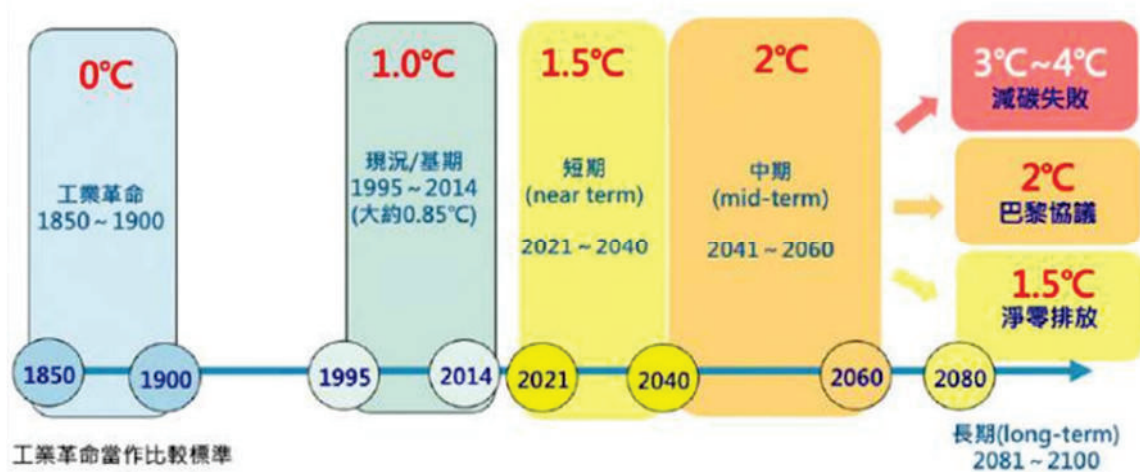 0℃
工業革命
1850～1900
1.0℃
現況/基期
1995～2014
(大約0.85℃)
1.5℃
短期
(near term)
2021～2040
2℃
中期
(mid-term)
2041～2060
3℃~4℃
減碳失敗
2℃
巴黎協議
1.5℃
淨零排放
1850
1900
1995
2014
2021
2040
2060
2080
工業革命當作比較標準
長期(long-term)
2081～2100